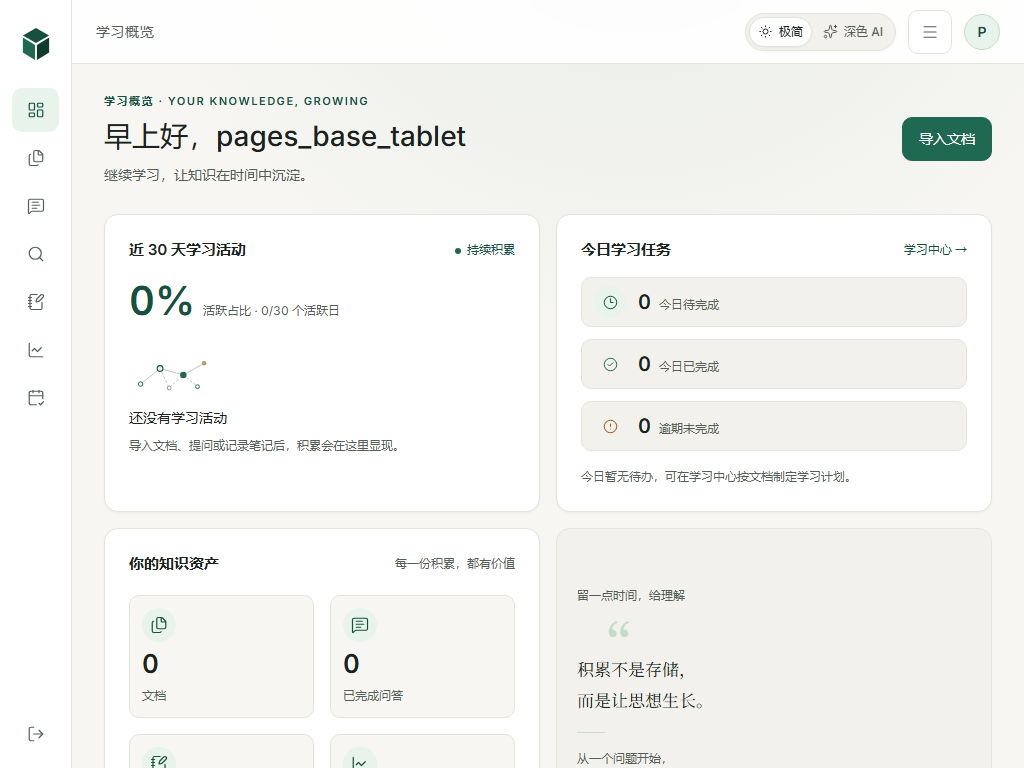 学习概览
极简
深色 AI
P
学习概览 · YOUR KNOWLEDGE, GROWING
早上好，pages_base_tablet
继续学习，让知识在时间中沉淀。
导入文档
近 30 天学习活动
持续积累
0%
活跃占比 · 0/30 个活跃日
还没有学习活动
导入文档、提问或记录笔记后，积累会在这里显现。
今日学习任务
学习中心 →
0 今日待完成
0 今日已完成
0 逾期未完成
今日暂无待办，可在学习中心按文档制定学习计划。
你的知识资产
每一份积累，都有价值
0
文档
0
已完成问答
留一点时间，给理解
“
积累不是存储，
而是让思想生长。
从一个问题开始，